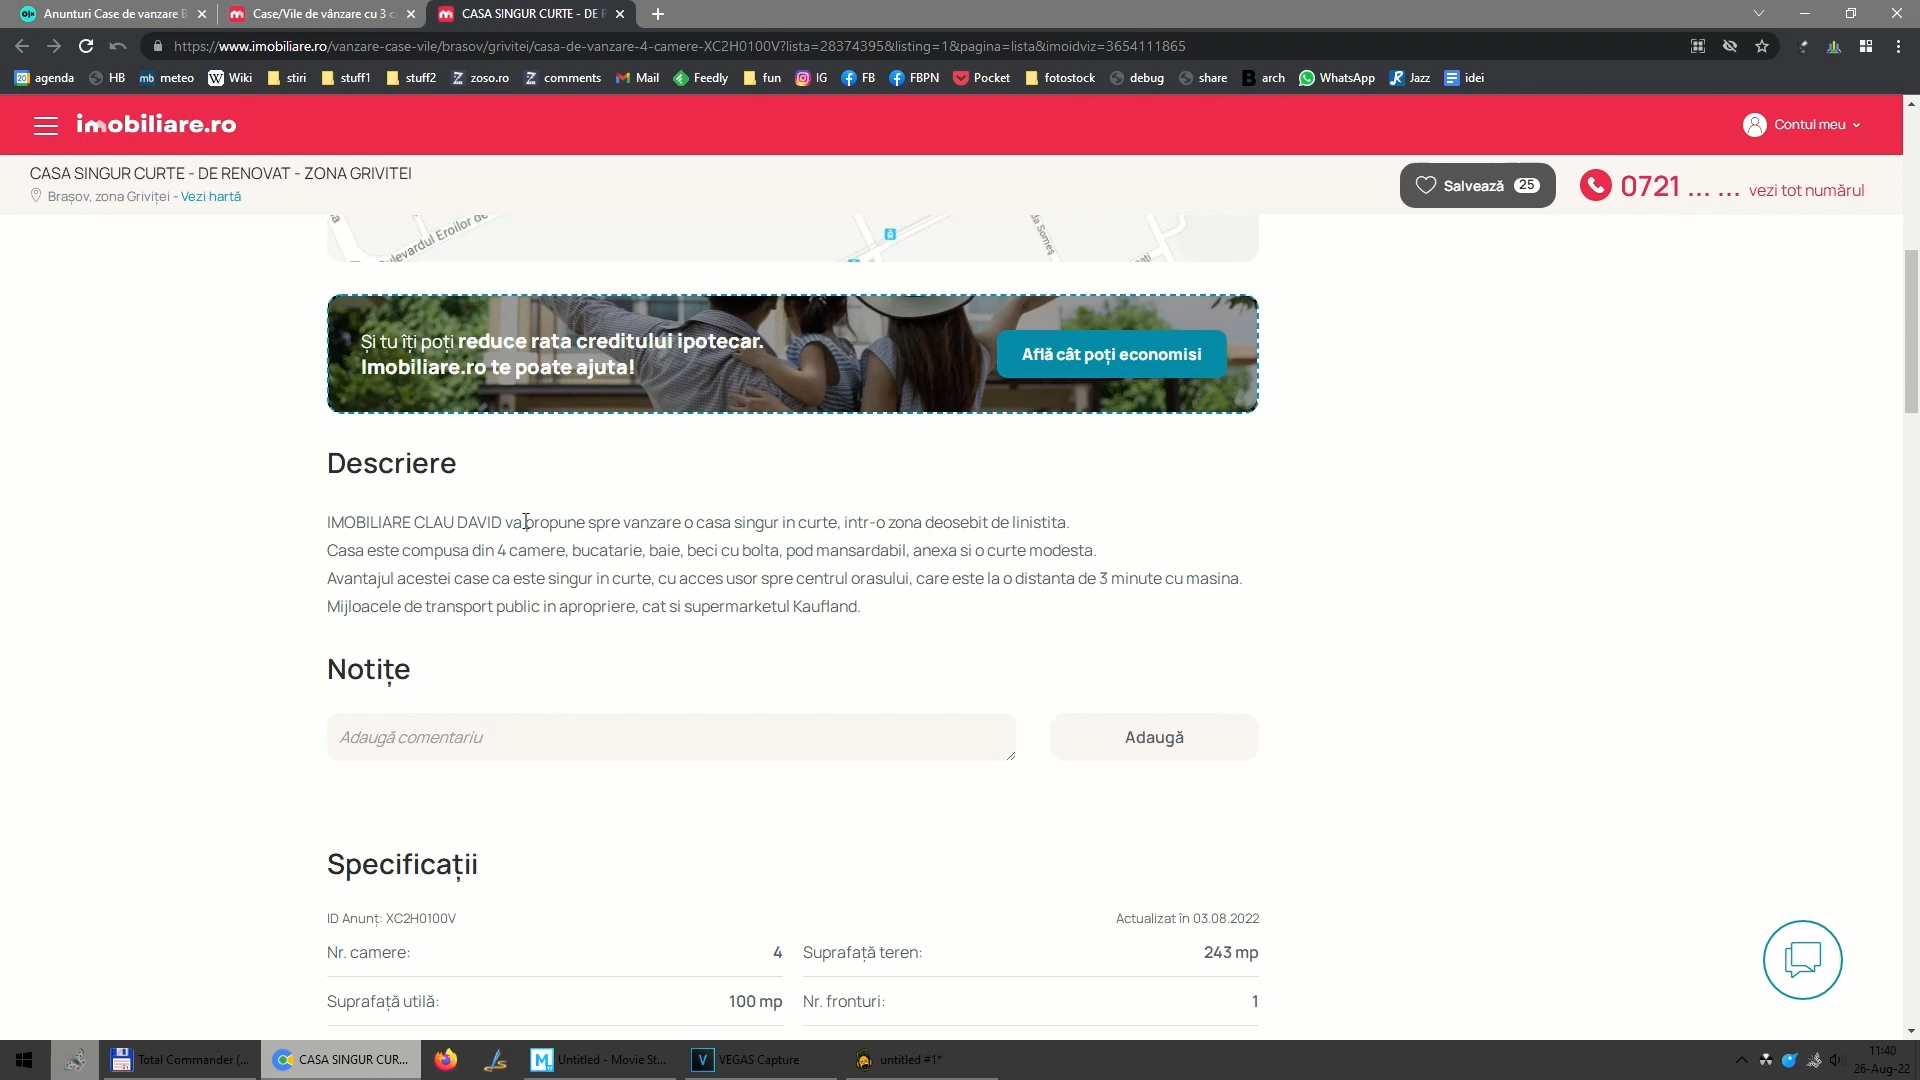 Anunturi Case de vanzare B
Case/Vile de vânzare cu 3 c
CASA SINGUR CURTE - DE R
https://www.imobiliare.ro/vanzare-case-vile/brasov/grivitei/casa-de-vanzare-4-camere-XC2H0100V?lista=28374395&listing=1&pagina=lista&imoidviz=3654111865
agenda HB meteo Wiki stiri stuff1 stuff2 zoso.ro comments Mail Feedly fun IG FB FBPN Pocket fotostock debug share arch WhatsApp Jazz idei
imobiliare.ro
Contul meu
CASA SINGUR CURTE - DE RENOVAT - ZONA GRIVITEI
Brașov, zona Griviței - Vezi hartă
Salvează 25
0721 ... ... vezi tot numărul
Bulevardul Eroilor de
da Someș
Și tu îți poți reduce rata creditului ipotecar.
Imobiliare.ro te poate ajuta!
Află cât poți economisi
Descriere
IMOBILIARE CLAU DAVID va propune spre vanzare o casa singur in curte, intr-o zona deosebit de linistita.
Casa este compusa din 4 camere, bucatarie, baie, beci cu bolta, pod mansardabil, anexa si o curte modesta.
Avantajul acestei case ca este singur in curte, cu acces usor spre centrul orasului, care este la o distanta de 3 minute cu masina.
Mijloacele de transport public in apropriere, cat si supermarketul Kaufland.
Notițe
Adaugă comentariu
Adaugă
Specificații
ID Anunț: XC2H0100V
Actualizat în 03.08.2022
Nr. camere: 4
Suprafață teren: 243 mp
Suprafață utilă: 100 mp
Nr. fronturi: 1
Total Commander (...
CASA SINGUR CUR...
Untitled - Movie St...
VEGAS Capture
untitled #1*
11:40
26-Aug-22